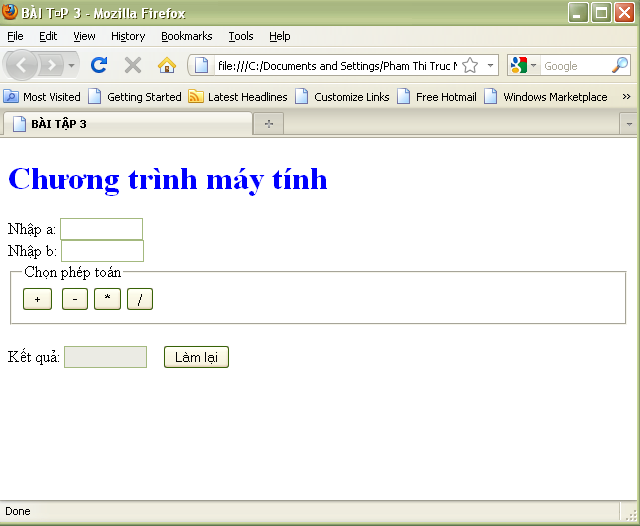 BÀI T¤P 3 - Mozilla Firefox
File Edit View History Bookmarks Tools Help
file:///C:/Documents and Settings/Pham Thi Truc N Google
Most Visited Getting Started Latest Headlines Customize Links Free Hotmail Windows Marketplace »
BÀI TẬP 3
Chương trình máy tính
Nhập a:
Nhập b:
Chọn phép toán
+ - * /
Kết quả: Làm lại
Done